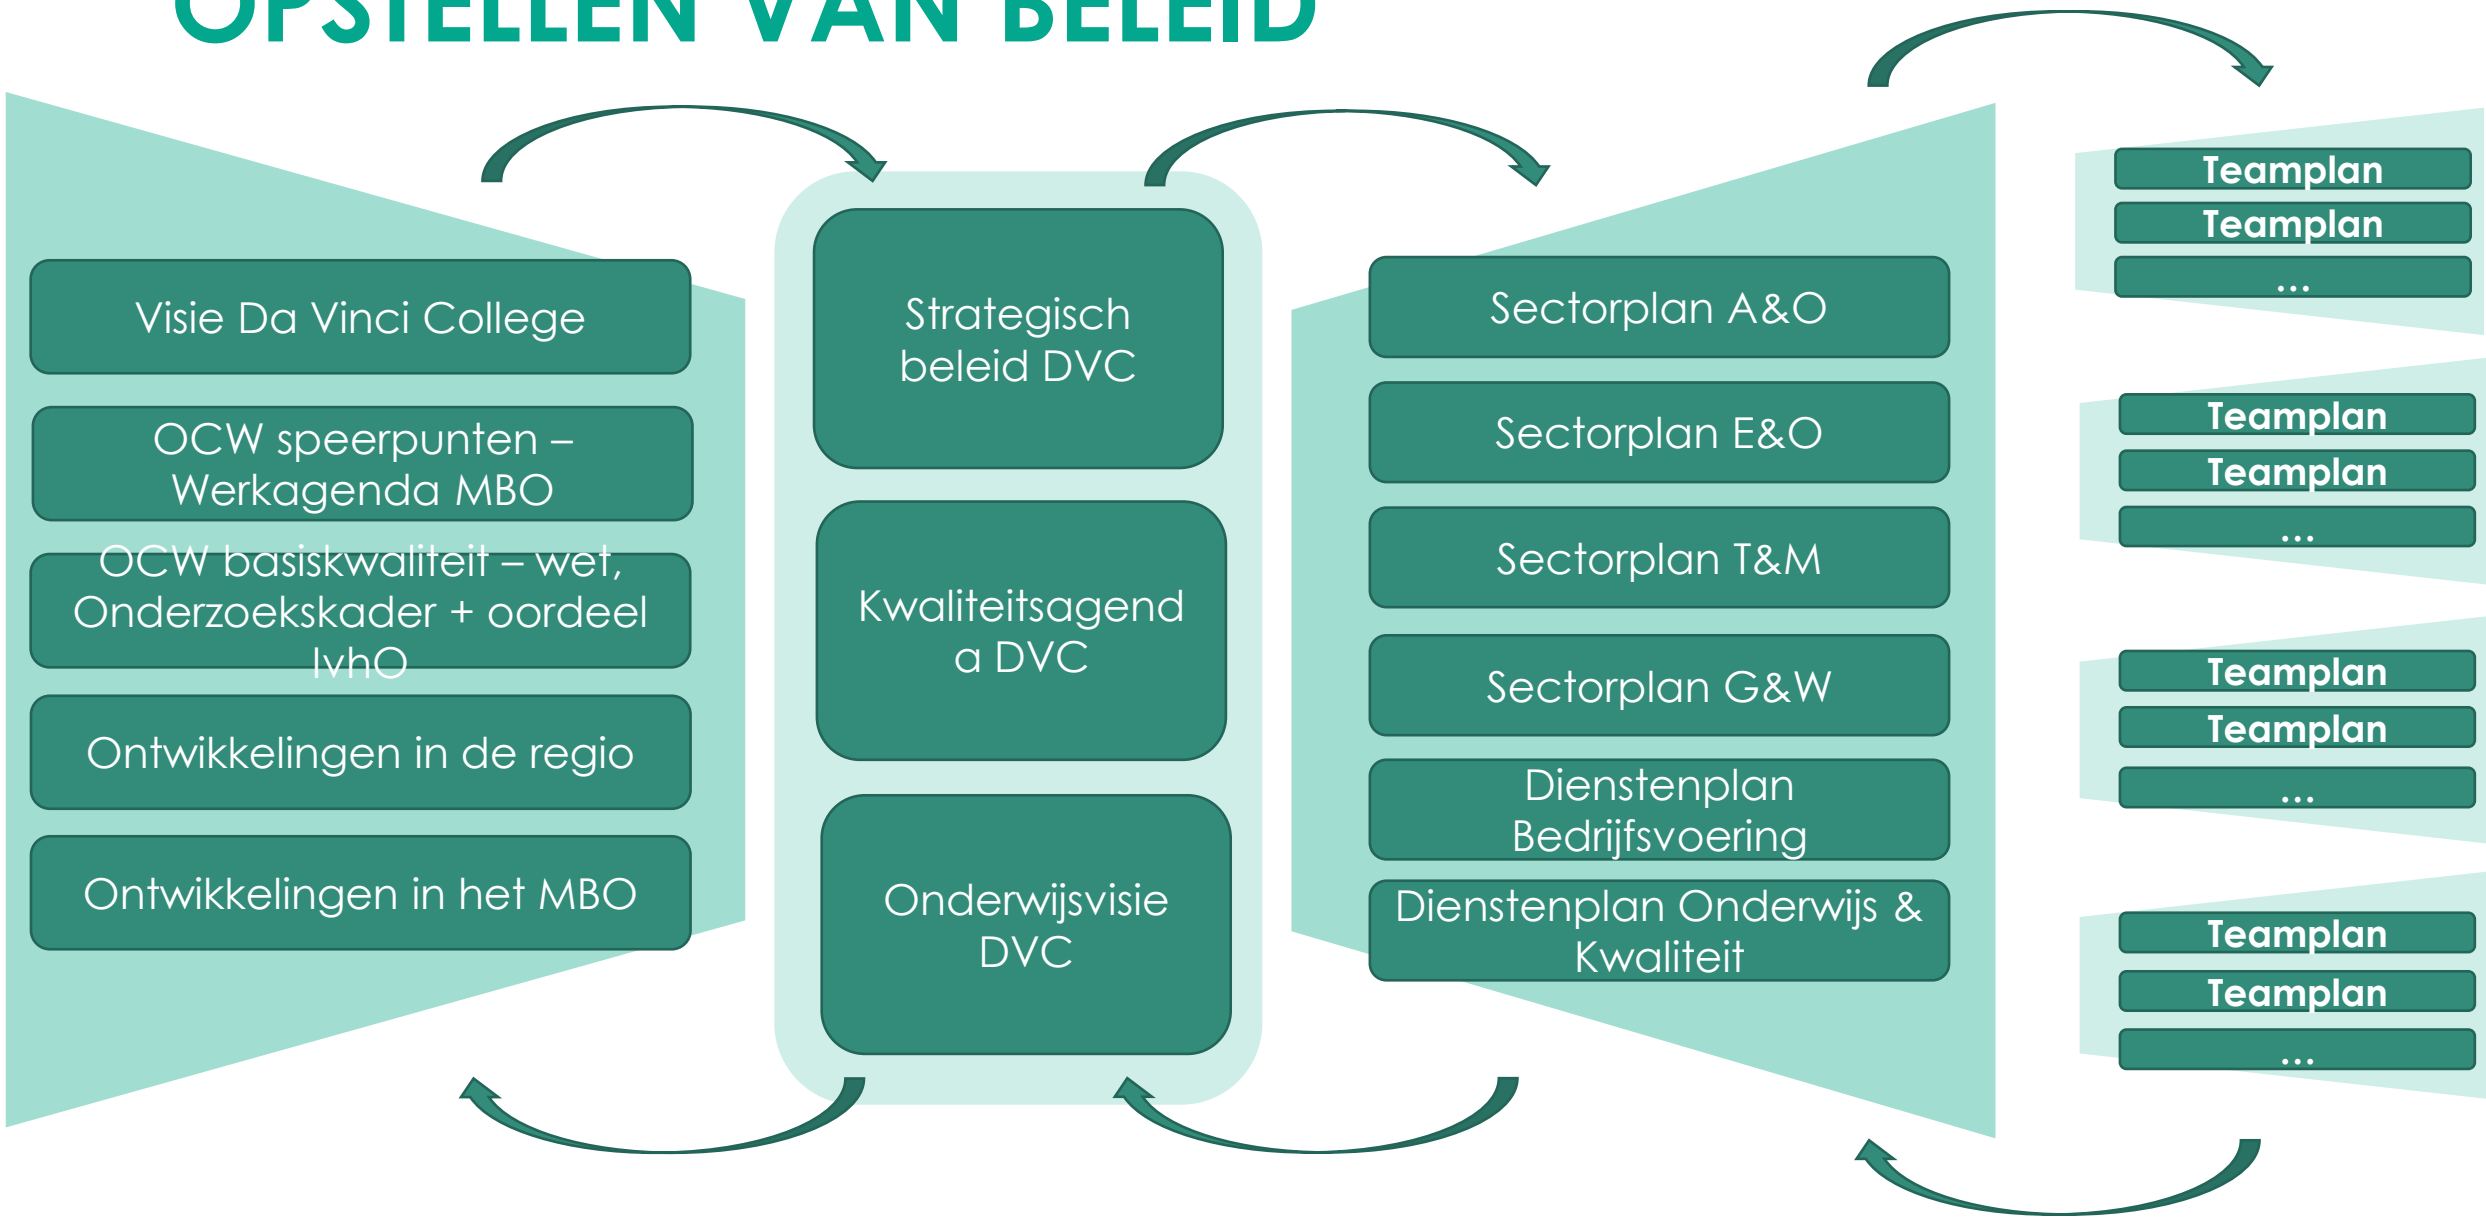 OPSTELLEN VAN BELEID
Visie Da Vinci College
OCW speerpunten –
Werkagenda MBO
OCW basiskwaliteit – wet,
Onderzoekskader + oordeel
IvhO
Ontwikkelingen in de regio
Ontwikkelingen in het MBO
Strategisch
beleid DVC
Kwaliteitsagend
a DVC
Onderwijsvisie
DVC
Sectorplan A&O
Sectorplan E&O
Sectorplan T&M
Sectorplan G&W
Dienstenplan
Bedrijfsvoering
Dienstenplan Onderwijs &
Kwaliteit
Teamplan
Teamplan
...
Teamplan
Teamplan
...
Teamplan
Teamplan
...
Teamplan
Teamplan
...